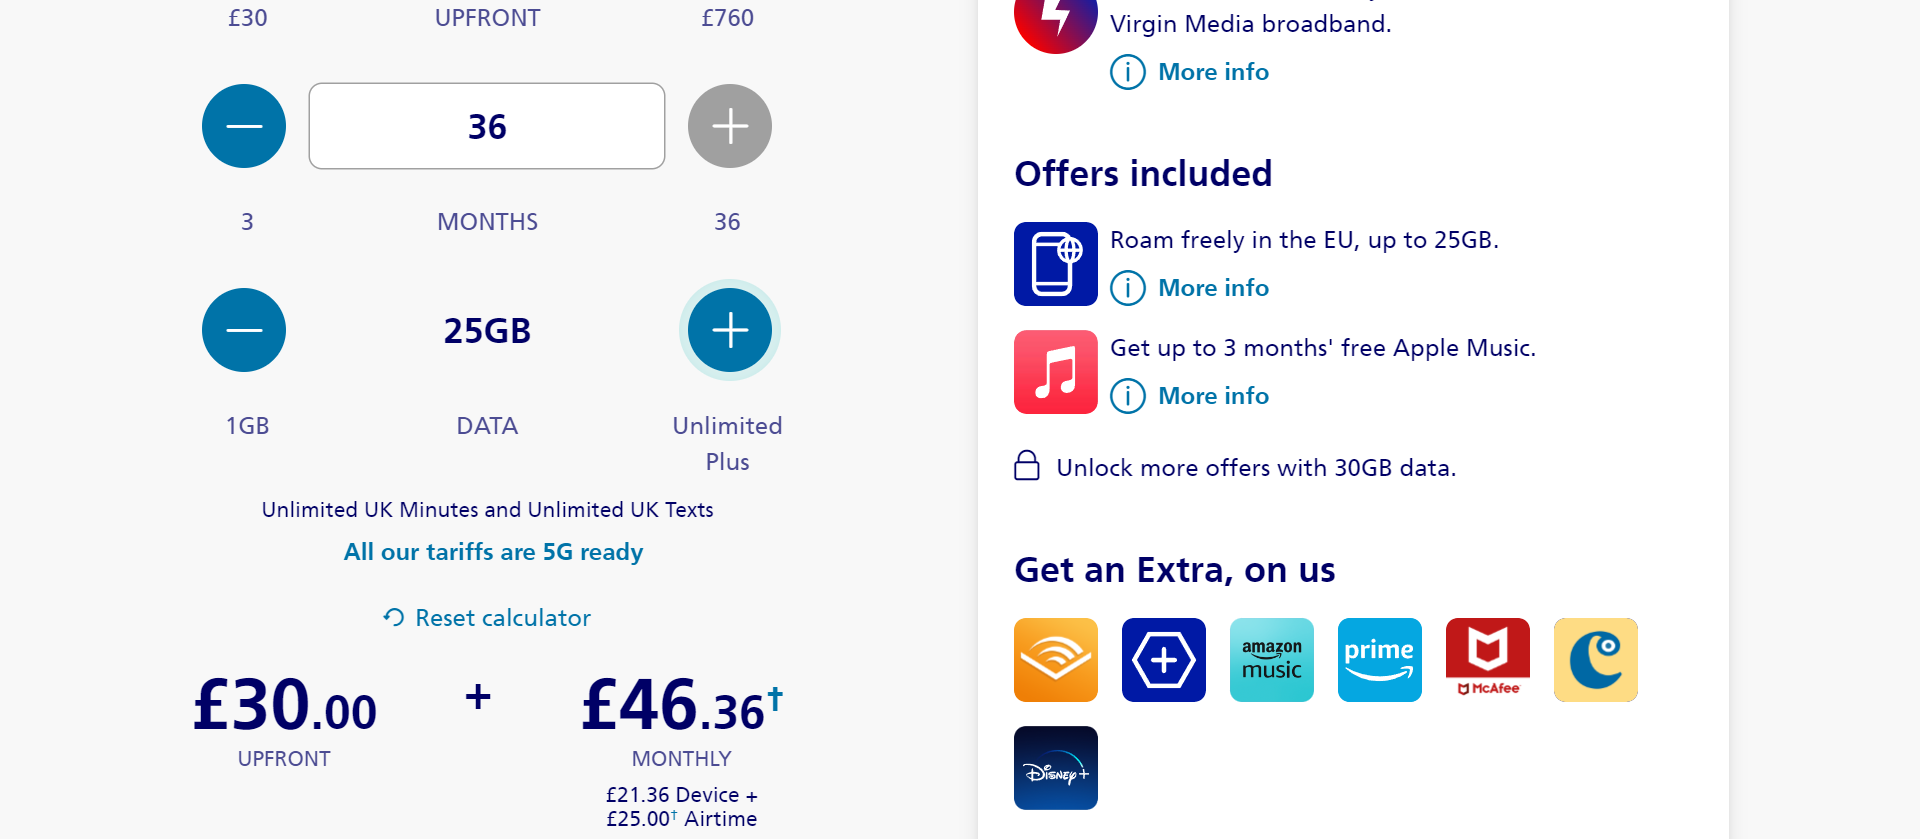 £30 UPFRONT £760
36
3 MONTHS 36
25GB
1GB DATA Unlimited
Plus
Unlimited UK Minutes and Unlimited UK Texts
All our tariffs are 5G ready
Reset calculator
£30.00 + £46.36†
UPFRONT MONTHLY
£21.36 Device +
£25.00† Airtime
Virgin Media broadband.
More info
Offers included
Roam freely in the EU, up to 25GB.
More info
Get up to 3 months' free Apple Music.
More info
Unlock more offers with 30GB data.
Get an Extra, on us
amazon
music
prime
McAfee
Disney+